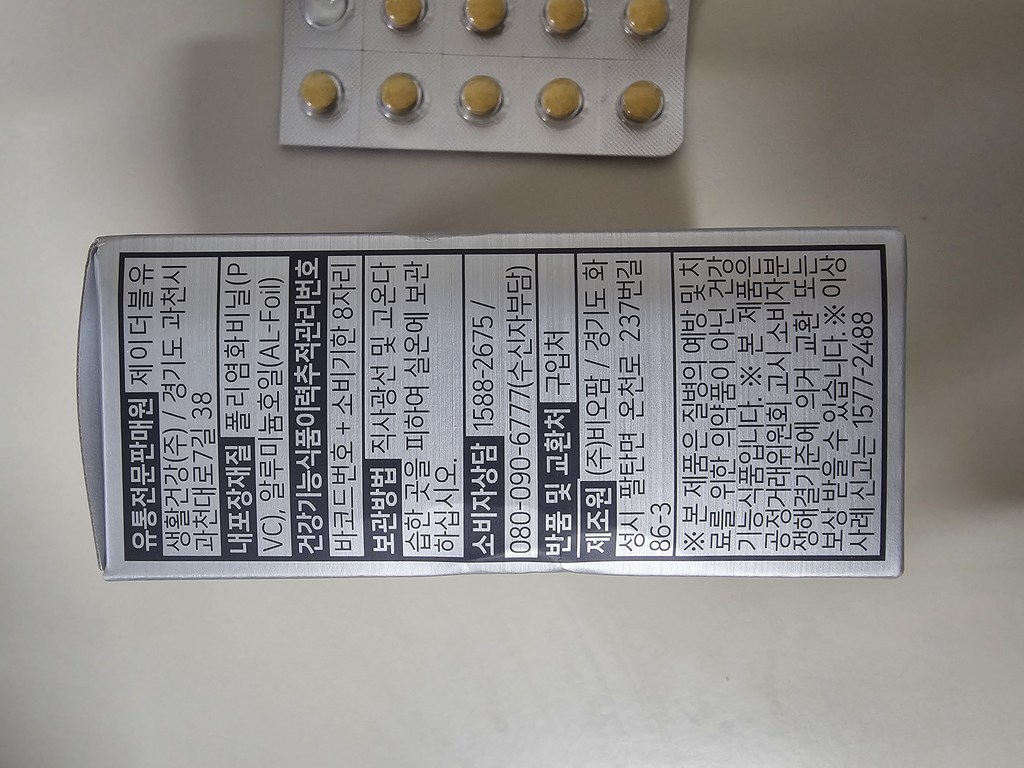 유통전문판매원 제이더블유
생활건강(주) / 경기도 과천시
과천대로7길 38
내포장재질 폴리염화비닐(P
VC), 알루미늄호일(AL-Foil)
건강기능식품이력추적관리번호
바코드번호 + 소비기한 8자리
보관방법 직사광선 및 고온다
습한 곳을 피하여 실온에 보관
하십시오.
소비자상담 1588-2675 /
080-090-6777(수신자부담)
반품 및 교환처 구입처
제조원 (주)비오팜 / 경기도 화
성시 팔탄면 온천로 237번길
86-3
※ 본 제품은 질병의 예방 및 치
료를 위한 의약품이 아닌 건강
기능식품입니다. ※ 본 제품은
공정거래위원회 고시 소비자분
쟁해결기준에 의거 교환 또는
보상 받을 수 있습니다. ※ 이상
사례 신고는 1577-2488